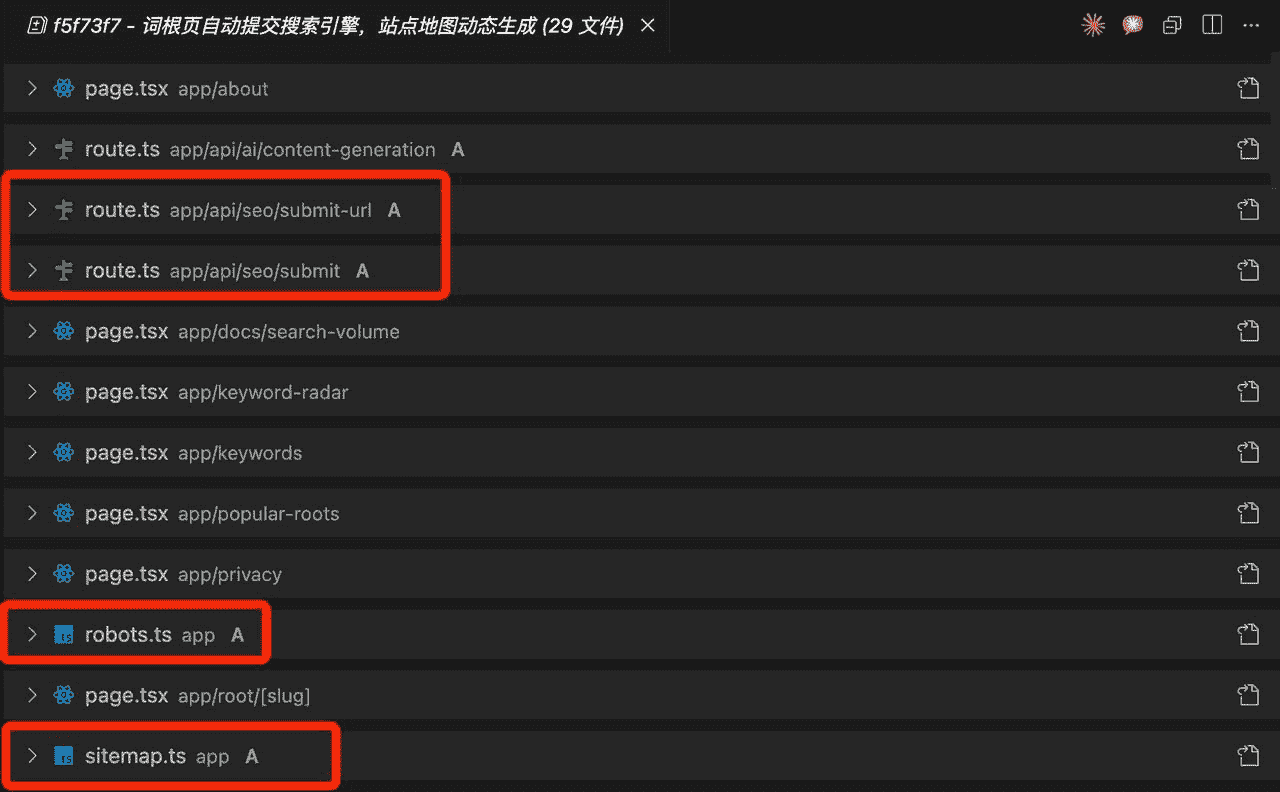 f5f73f7 - 词根页自动提交搜索引擎，站点地图动态生成 (29 文件)
page.tsx app/about
route.ts app/api/ai/content-generation A
route.ts app/api/seo/submit-url A
route.ts app/api/seo/submit A
page.tsx app/docs/search-volume
page.tsx app/keyword-radar
page.tsx app/keywords
page.tsx app/popular-roots
page.tsx app/privacy
robots.ts app A
page.tsx app/root/[slug]
sitemap.ts app A